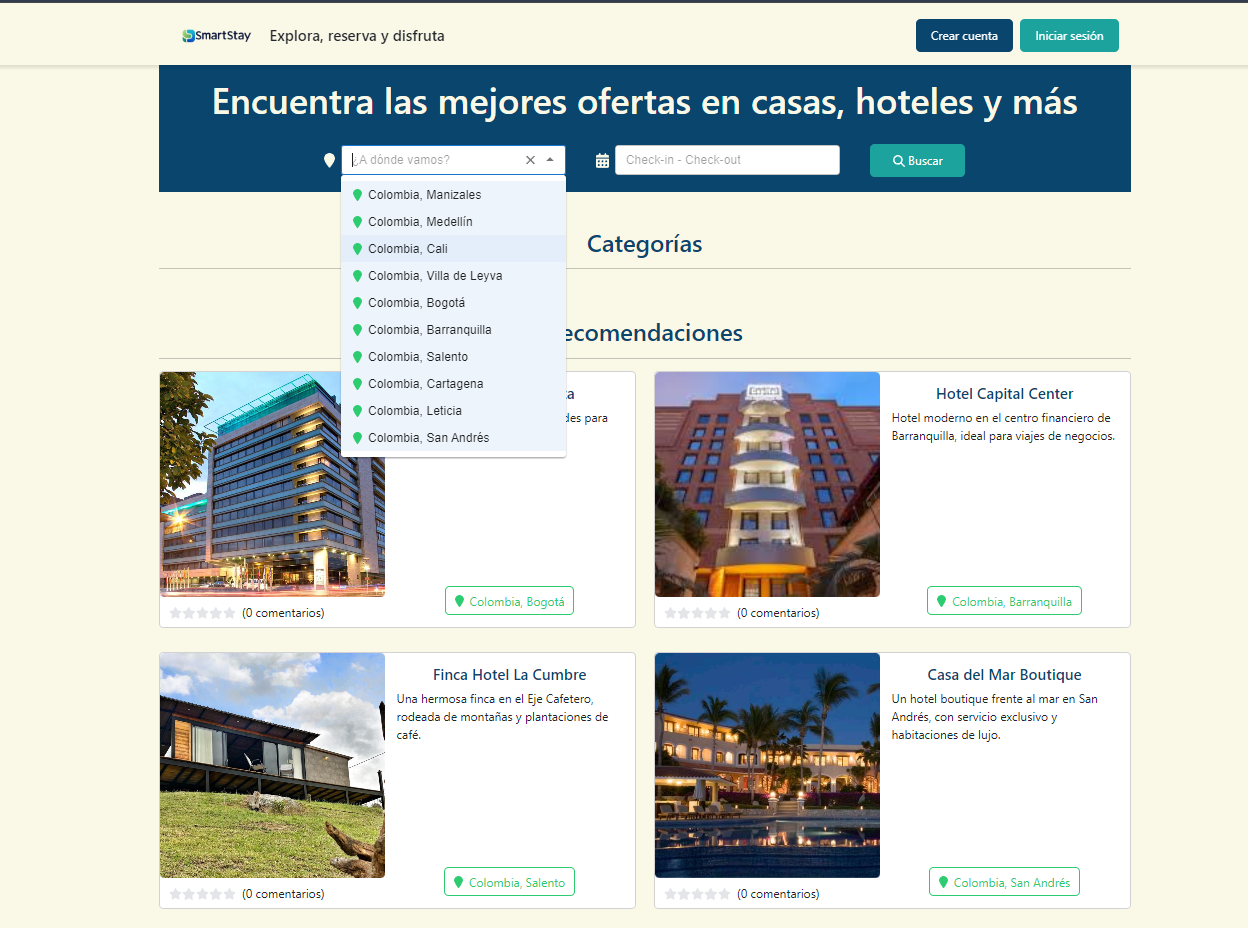 SmartStay
Explora, reserva y disfruta
Crear cuenta
Iniciar sesión
Encuentra las mejores ofertas en casas, hoteles y más
¿A dónde vamos?
Check-in - Check-out
Buscar
Colombia, Manizales
Colombia, Medellín
Colombia, Cali
Colombia, Villa de Leyva
Colombia, Bogotá
Colombia, Barranquilla
Colombia, Salento
Colombia, Cartagena
Colombia, Leticia
Colombia, San Andrés
Categorías
ecomendaciones
Colombia, Bogotá
(0 comentarios)
Hotel Capital Center
Hotel moderno en el centro financiero de
Barranquilla, ideal para viajes de negocios.
Colombia, Barranquilla
(0 comentarios)
Finca Hotel La Cumbre
Una hermosa finca en el Eje Cafetero,
rodeada de montañas y plantaciones de
café.
Colombia, Salento
(0 comentarios)
Casa del Mar Boutique
Un hotel boutique frente al mar en San
Andrés, con servicio exclusivo y
habitaciones de lujo.
Colombia, San Andrés
(0 comentarios)